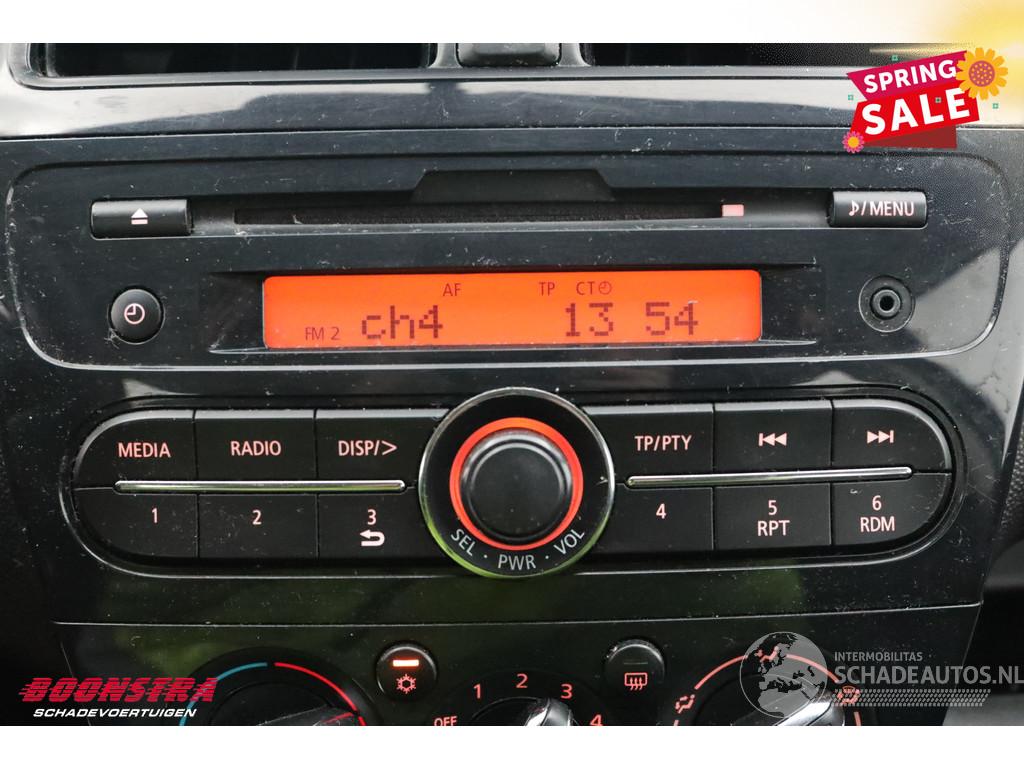 SPRING
SALE
♪/MENU
AF TP CT
FM 2 ch4 13 54
MEDIA RADIO DISP/> TP/PTY
1 2 3 4 5 6
RPT RDM
SEL · PWR · VOL
OFF 1 2 3 4
BOONSTRA
SCHADEVOERTUIGEN
INTERMOBILITAS
SCHADEAUTOS.NL